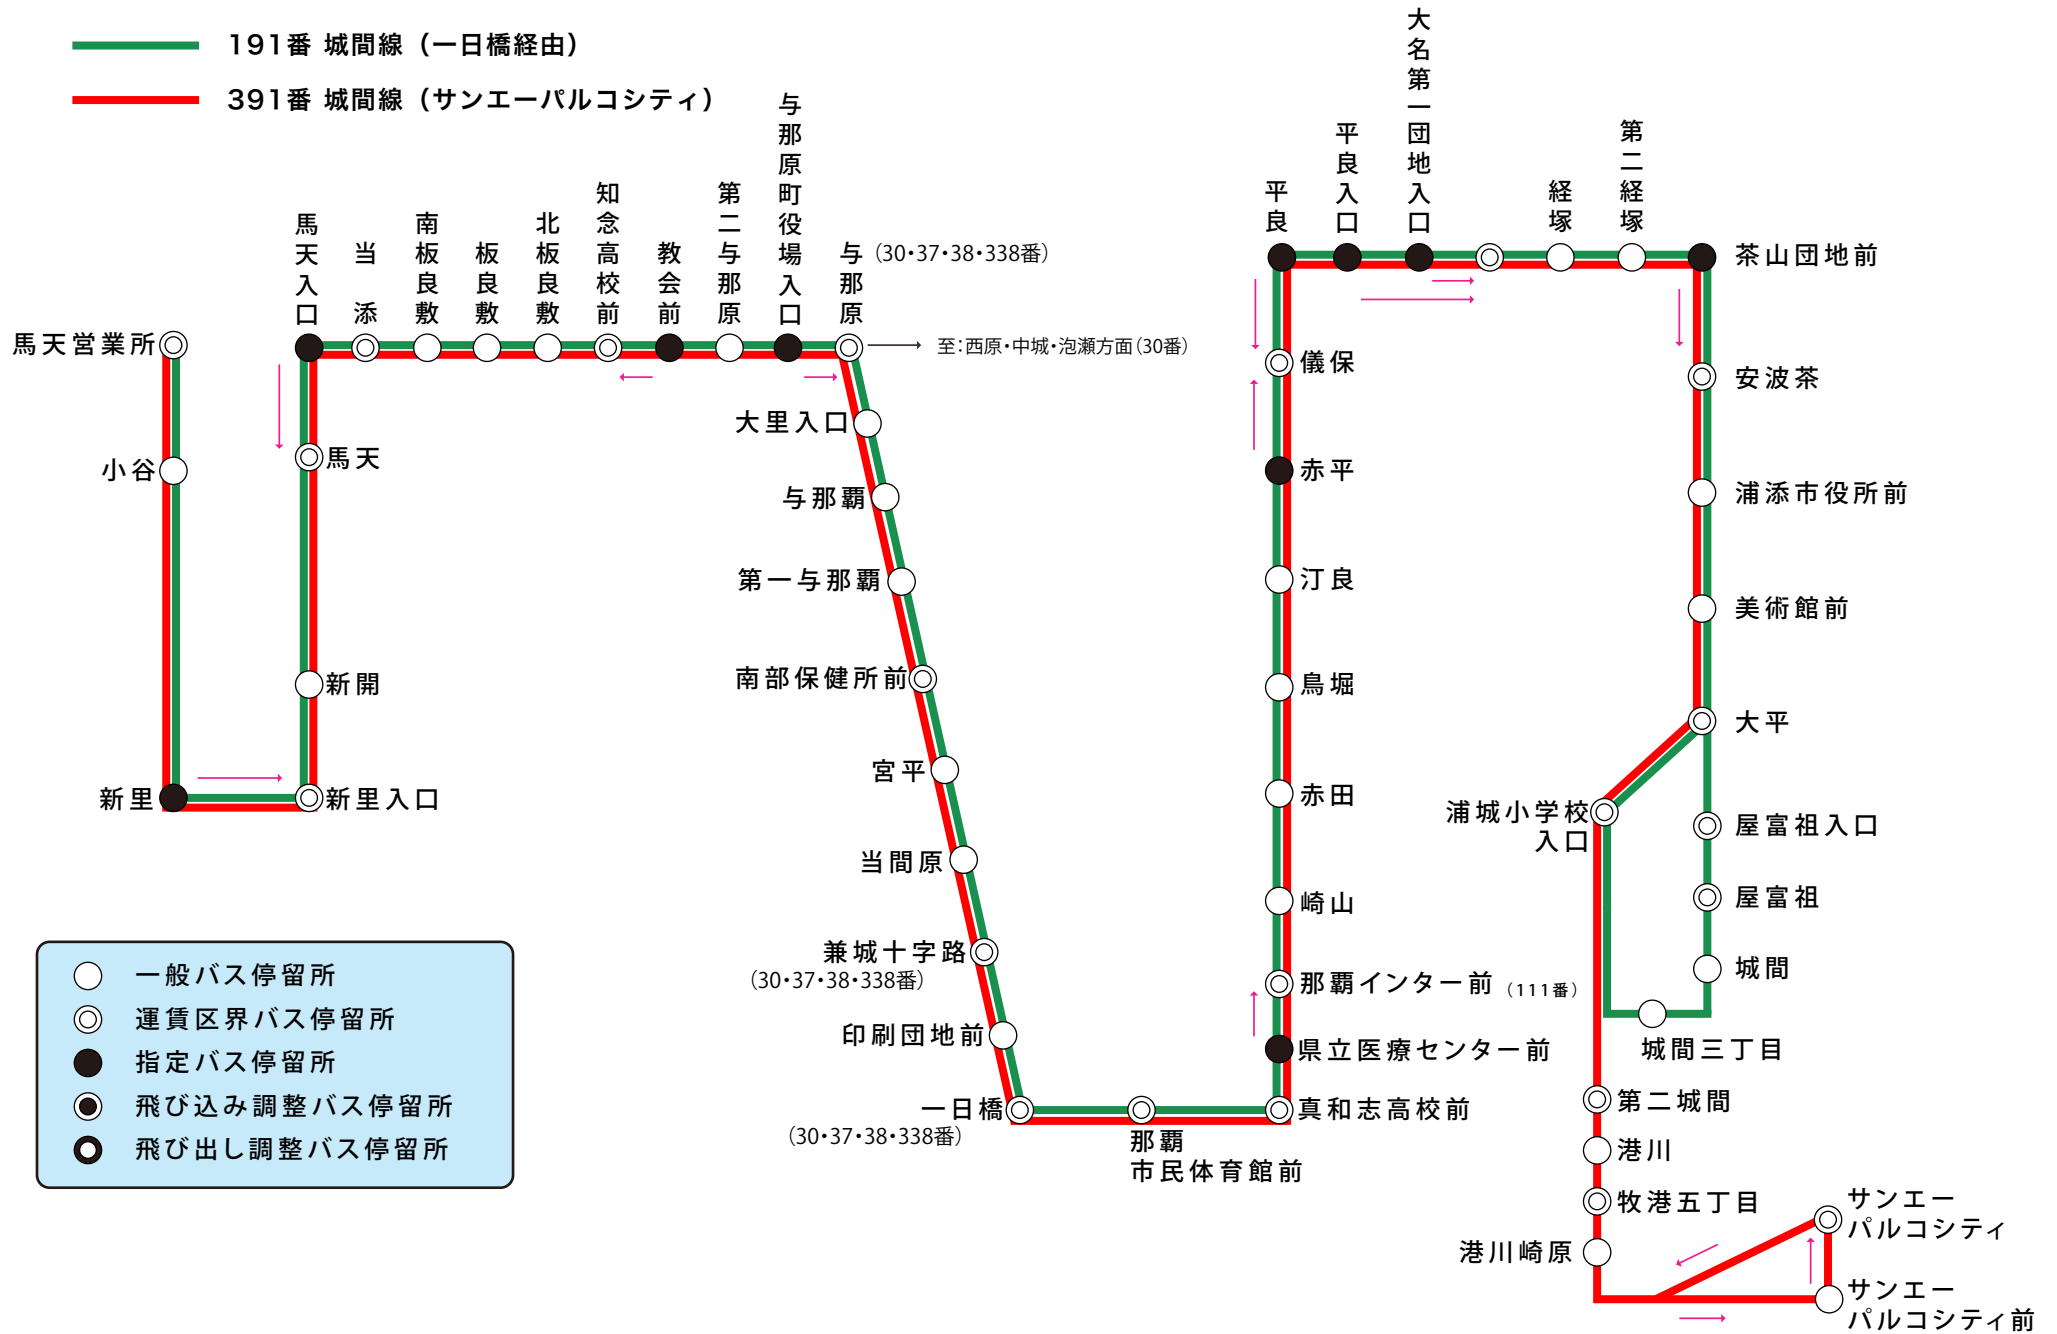 191番 城間線（一日橋経由）
391番 城間線（サンエーパルコシティ）
馬天営業所
小谷
新里
新里入口
新開
馬天
馬天入口
当添
南板良敷
板良敷
北板良敷
知念高校前
教会前
第二与那原
与那原町役場入口
与那原
（30・37・38・338番）
至：西原・中城・泡瀬方面（30番）
大里入口
与那覇
第一与那覇
南部保健所前
宮平
当間原
兼城十字路
（30・37・38・338番）
印刷団地前
一日橋
（30・37・38・338番）
那覇
市民体育館前
真和志高校前
県立医療センター前
那覇インター前（111番）
崎山
赤田
鳥堀
汀良
赤平
儀保
平良
平良入口
大名第一団地入口
経塚
第二経塚
茶山団地前
安波茶
浦添市役所前
美術館前
大平
屋富祖入口
屋富祖
城間
城間三丁目
浦城小学校
入口
第二城間
港川
牧港五丁目
港川崎原
サンエー
パルコシティ
サンエー
パルコシティ前
一般バス停留所
運賃区界バス停留所
指定バス停留所
飛び込み調整バス停留所
飛び出し調整バス停留所